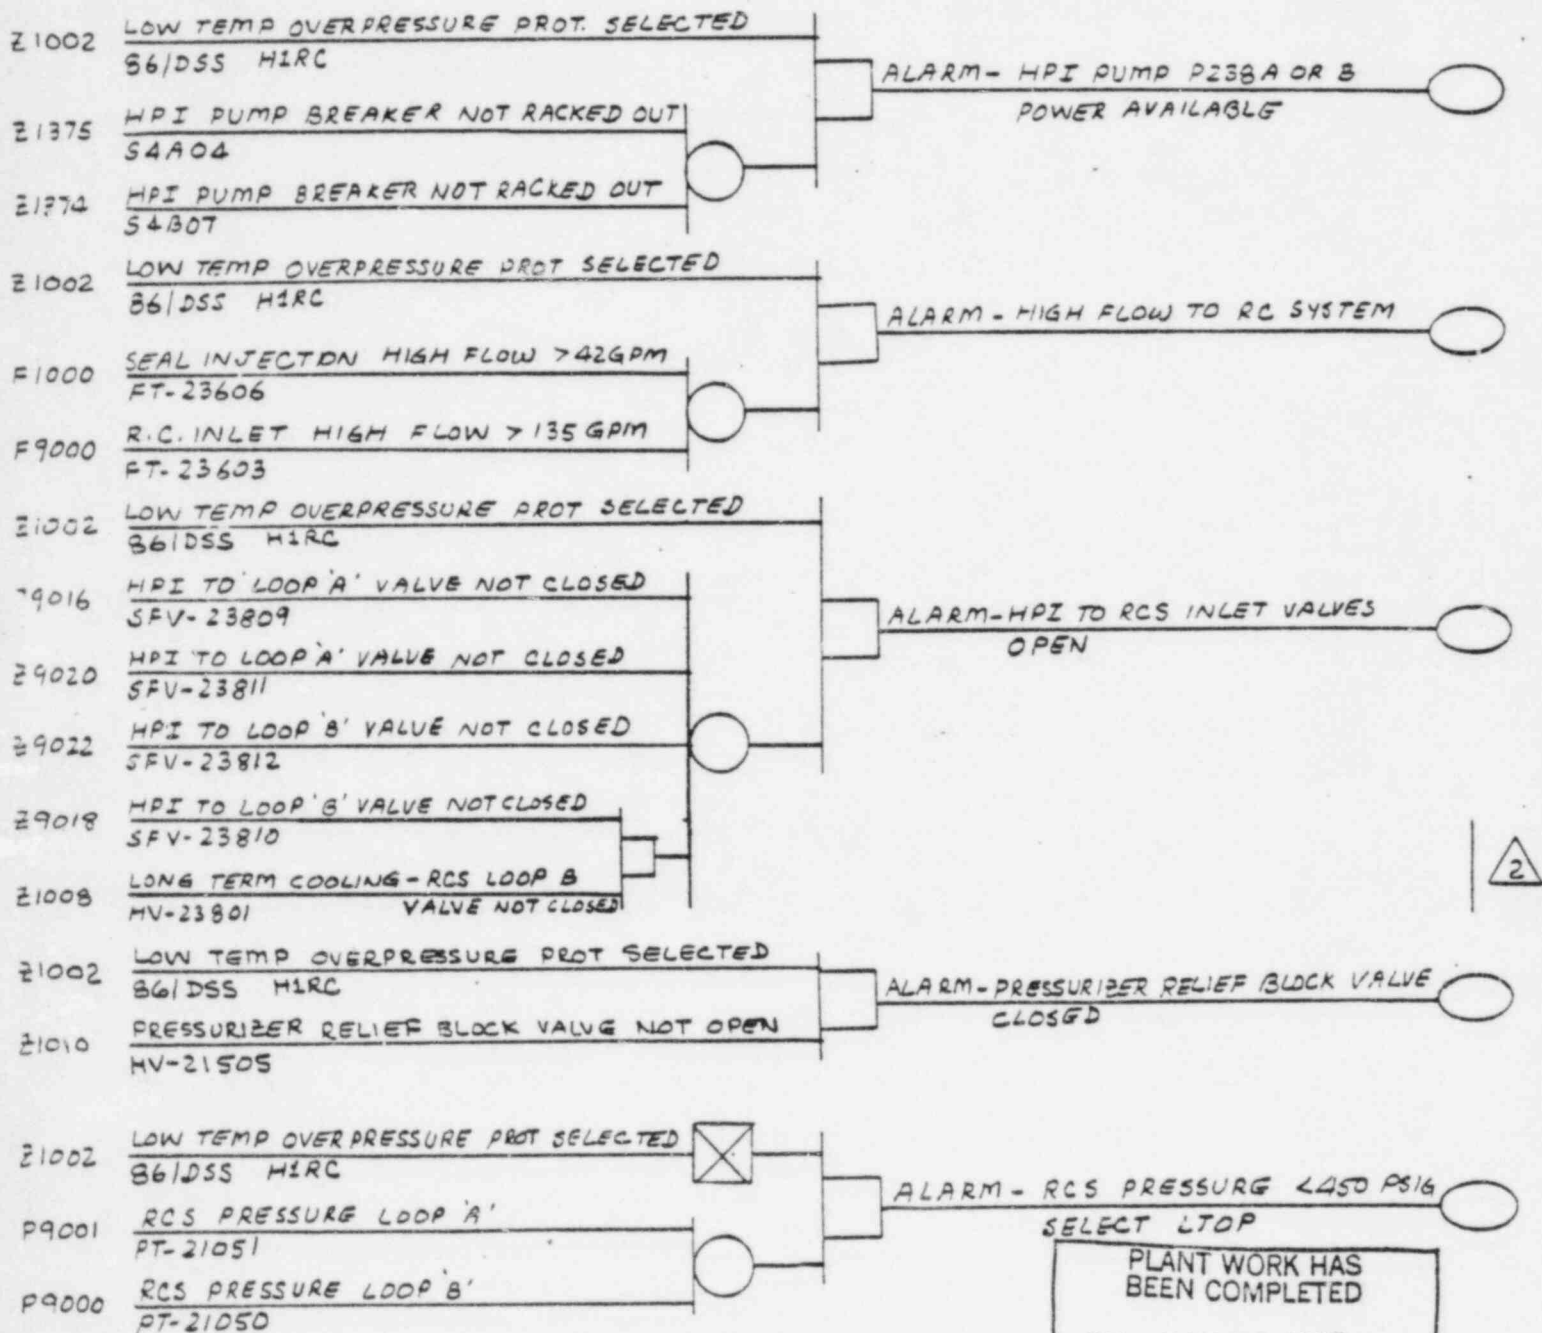 Z1002 LOW TEMP OVERPRESSURE PROT. SELECTED
86/DSS H1RC
ALARM- HPI PUMP P238A OR B
POWER AVAILABLE
Z1375 HPI PUMP BREAKER NOT RACKED OUT
S4A04
Z1374 HPI PUMP BREAKER NOT RACKED OUT
S4B07
Z1002 LOW TEMP OVERPRESSURE PROT SELECTED
86/DSS H1RC
ALARM - HIGH FLOW TO RC SYSTEM
F1000 SEAL INJECTION HIGH FLOW >42GPM
FT-23606
F9000 R.C. INLET HIGH FLOW > 135 GPM
FT-23603
Z1002 LOW TEMP OVERPRESSURE PROT SELECTED
86/DSS H1RC
9016 HPI TO LOOP 'A' VALVE NOT CLOSED
SFV-23809
ALARM-HPI TO RCS INLET VALVES
OPEN
Z9020 HPI TO LOOP 'A' VALVE NOT CLOSED
SFV-23811
Z9022 HPI TO LOOP 'B' VALVE NOT CLOSED
SFV-23812
Z9018 HPI TO LOOP 'B' VALVE NOT CLOSED
SFV-23810
2
Z1008 LONG TERM COOLING-RCS LOOP B
HV-23801 VALVE NOT CLOSED
Z1002 LOW TEMP OVERPRESSURE PROT SELECTED
86/DSS H1RC
ALARM-PRESSURIZER RELIEF BLOCK VALVE
CLOSED
Z1010 PRESSURIZER RELIEF BLOCK VALVE NOT OPEN
HV-21505
Z1002 LOW TEMP OVERPRESSURE PROT SELECTED
86/DSS H1RC
ALARM - RCS PRESSURE <450 PSIG
SELECT LTOP
P9001 RCS PRESSURE LOOP 'A'
PT-21051
P9000 RCS PRESSURE LOOP 'B'
PT-21050
PLANT WORK HAS
BEEN COMPLETED